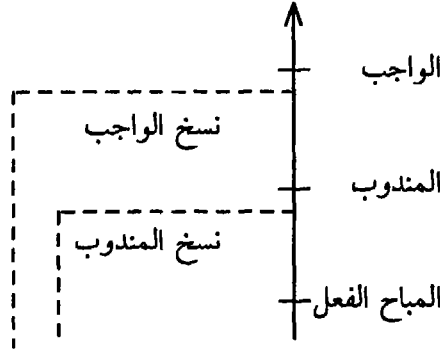 الواجب
نسخ الواجب
المندوب
نسخ المندوب
المباح الفعل